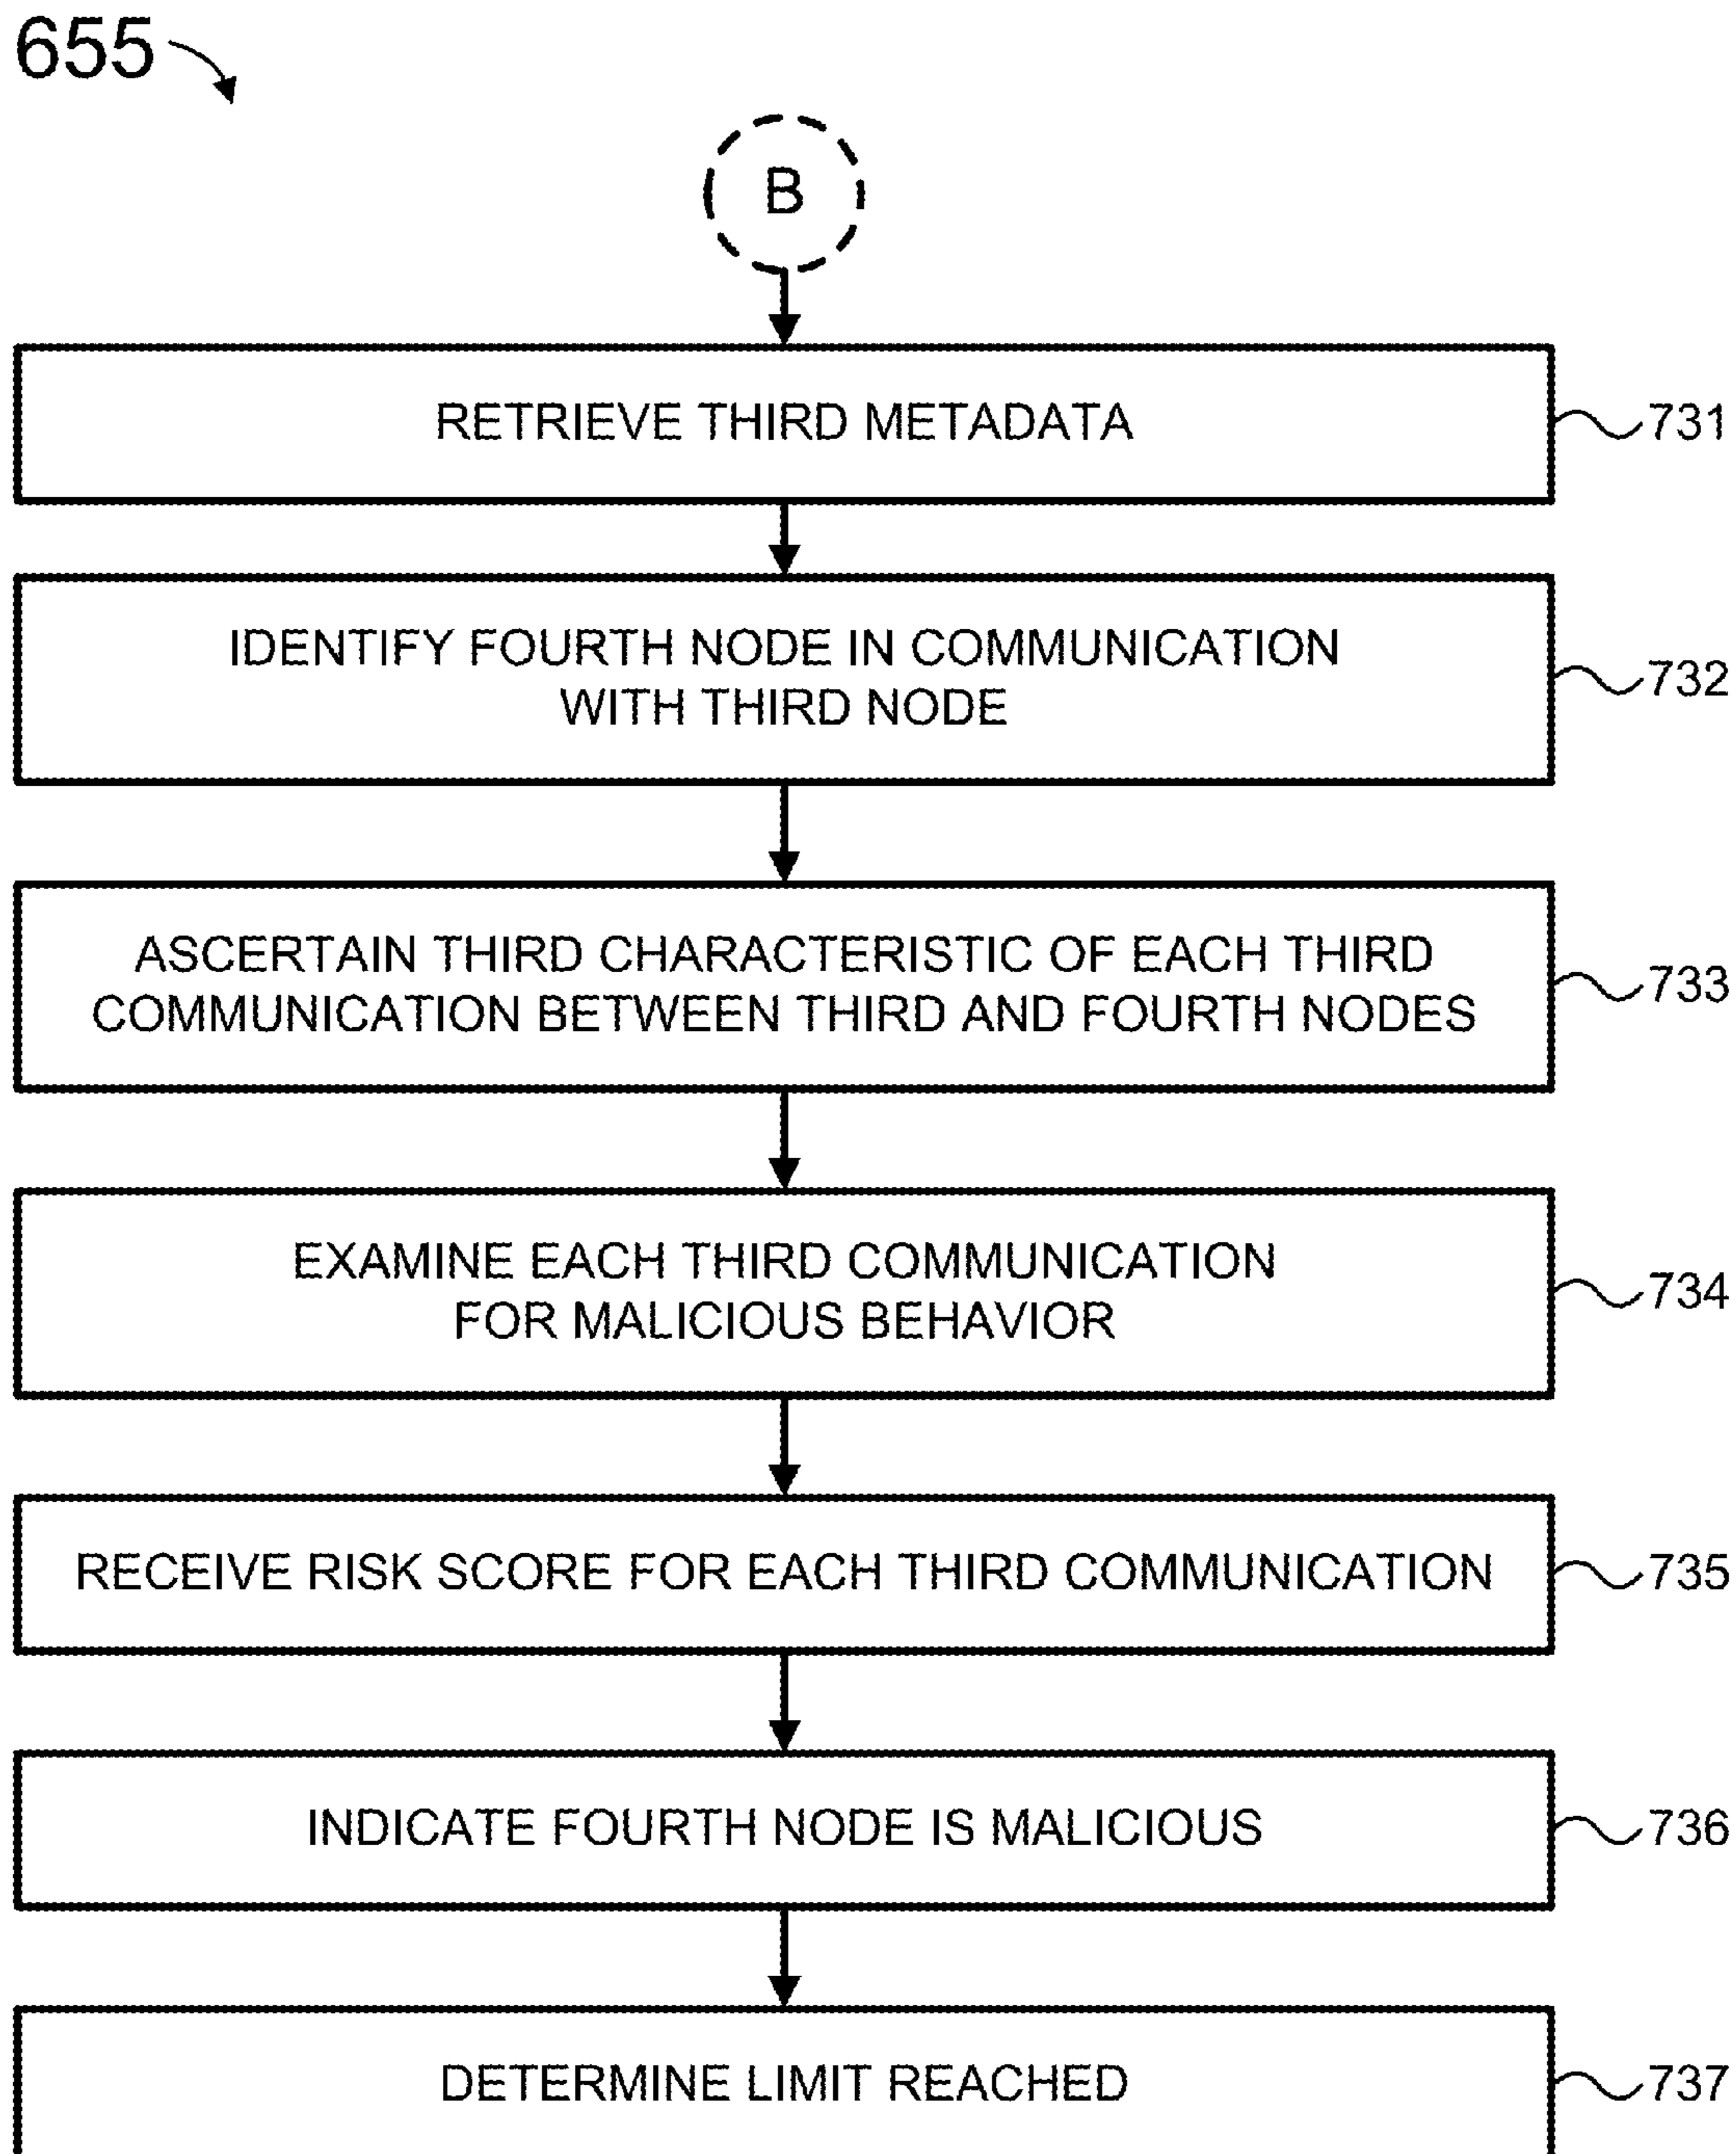 655
B
RETRIEVE THIRD METADATA
731
IDENTIFY FOURTH NODE IN COMMUNICATION
WITH THIRD NODE
732
ASCERTAIN THIRD CHARACTERISTIC OF EACH THIRD
COMMUNICATION BETWEEN THIRD AND FOURTH NODES
733
EXAMINE EACH THIRD COMMUNICATION
FOR MALICIOUS BEHAVIOR
734
RECEIVE RISK SCORE FOR EACH THIRD COMMUNICATION
735
INDICATE FOURTH NODE IS MALICIOUS
736
DETERMINE LIMIT REACHED
737